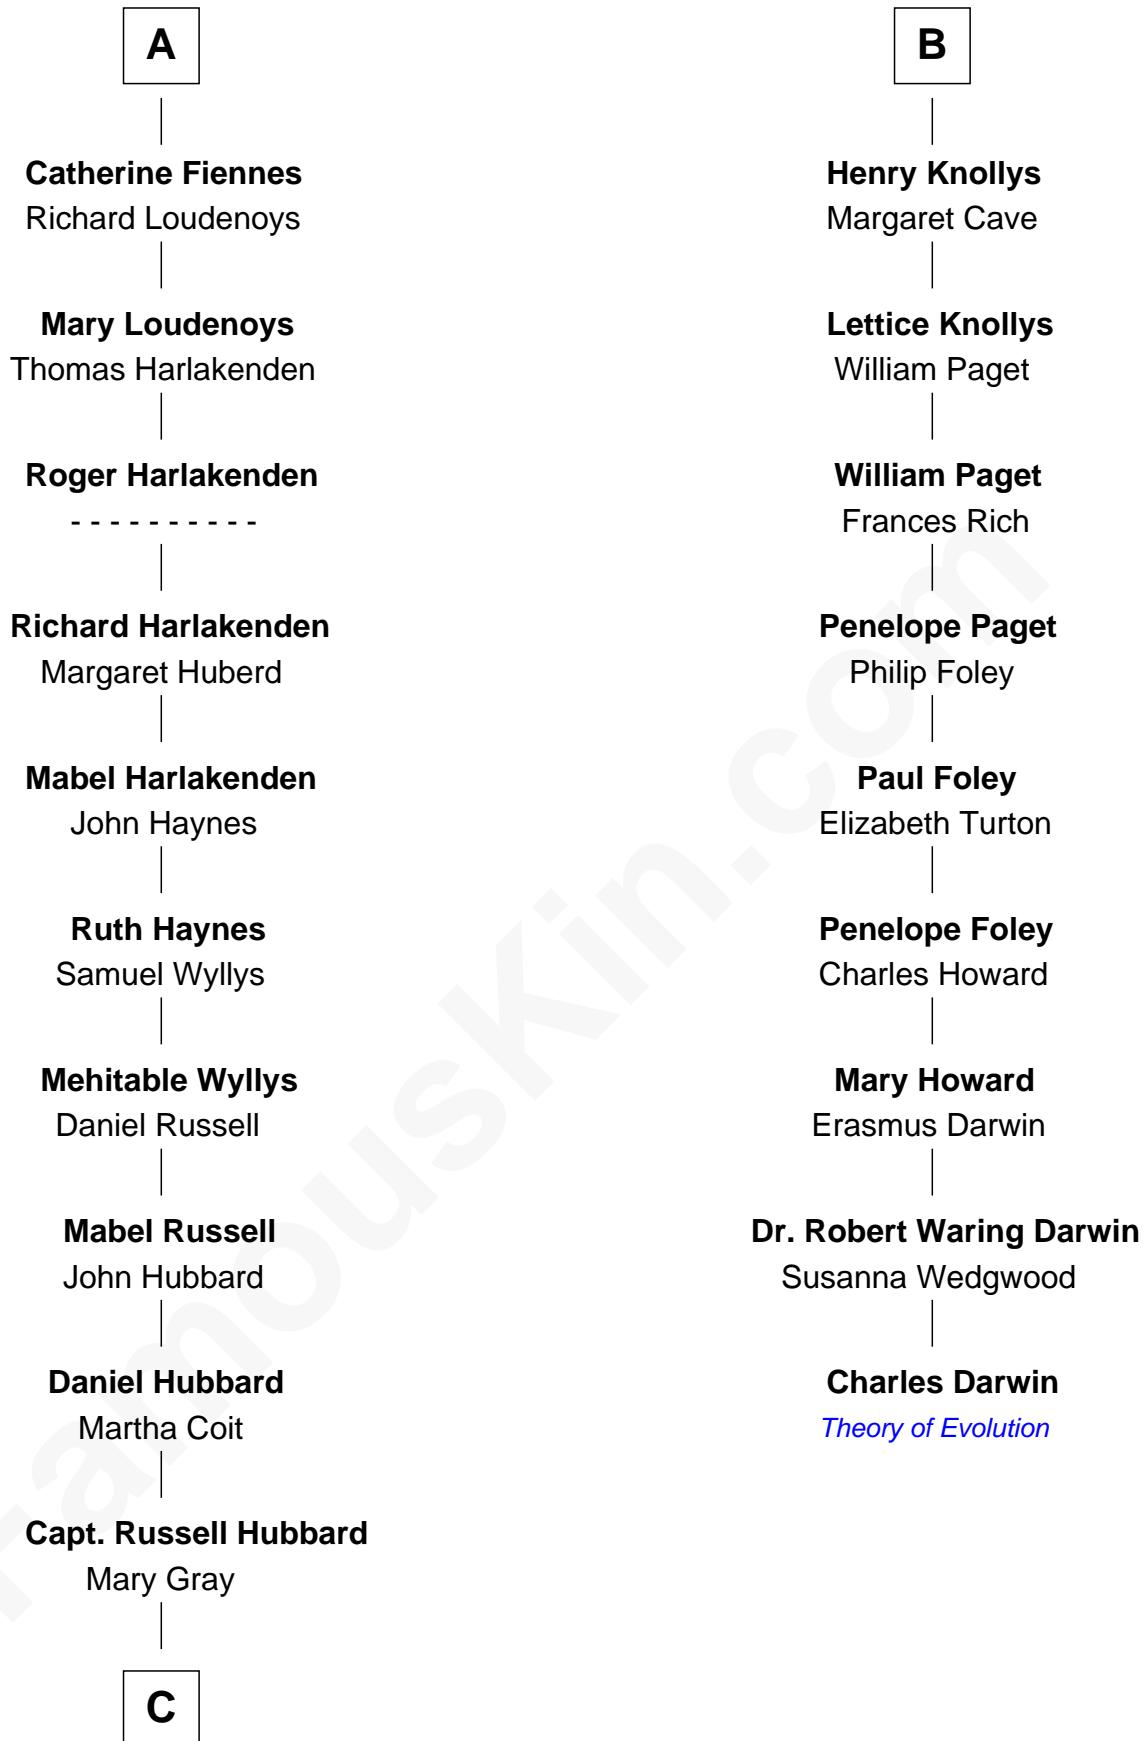 A
Catherine Fiennes
Richard Loudenoys
Mary Loudenoys
Thomas Harlakenden
Roger Harlakenden
- - - - - - - - - -
Richard Harlakenden
Margaret Huberd
Mabel Harlakenden
John Haynes
Ruth Haynes
Samuel Wyllys
Mehitable Wyllys
Daniel Russell
Mabel Russell
John Hubbard
Daniel Hubbard
Martha Coit
Capt. Russell Hubbard
Mary Gray
C
B
Henry Knollys
Margaret Cave
Lettice Knollys
William Paget
William Paget
Frances Rich
Penelope Paget
Philip Foley
Paul Foley
Elizabeth Turton
Penelope Foley
Charles Howard
Mary Howard
Erasmus Darwin
Dr. Robert Waring Darwin
Susanna Wedgwood
Charles Darwin
Theory of Evolution
FamousKin.com